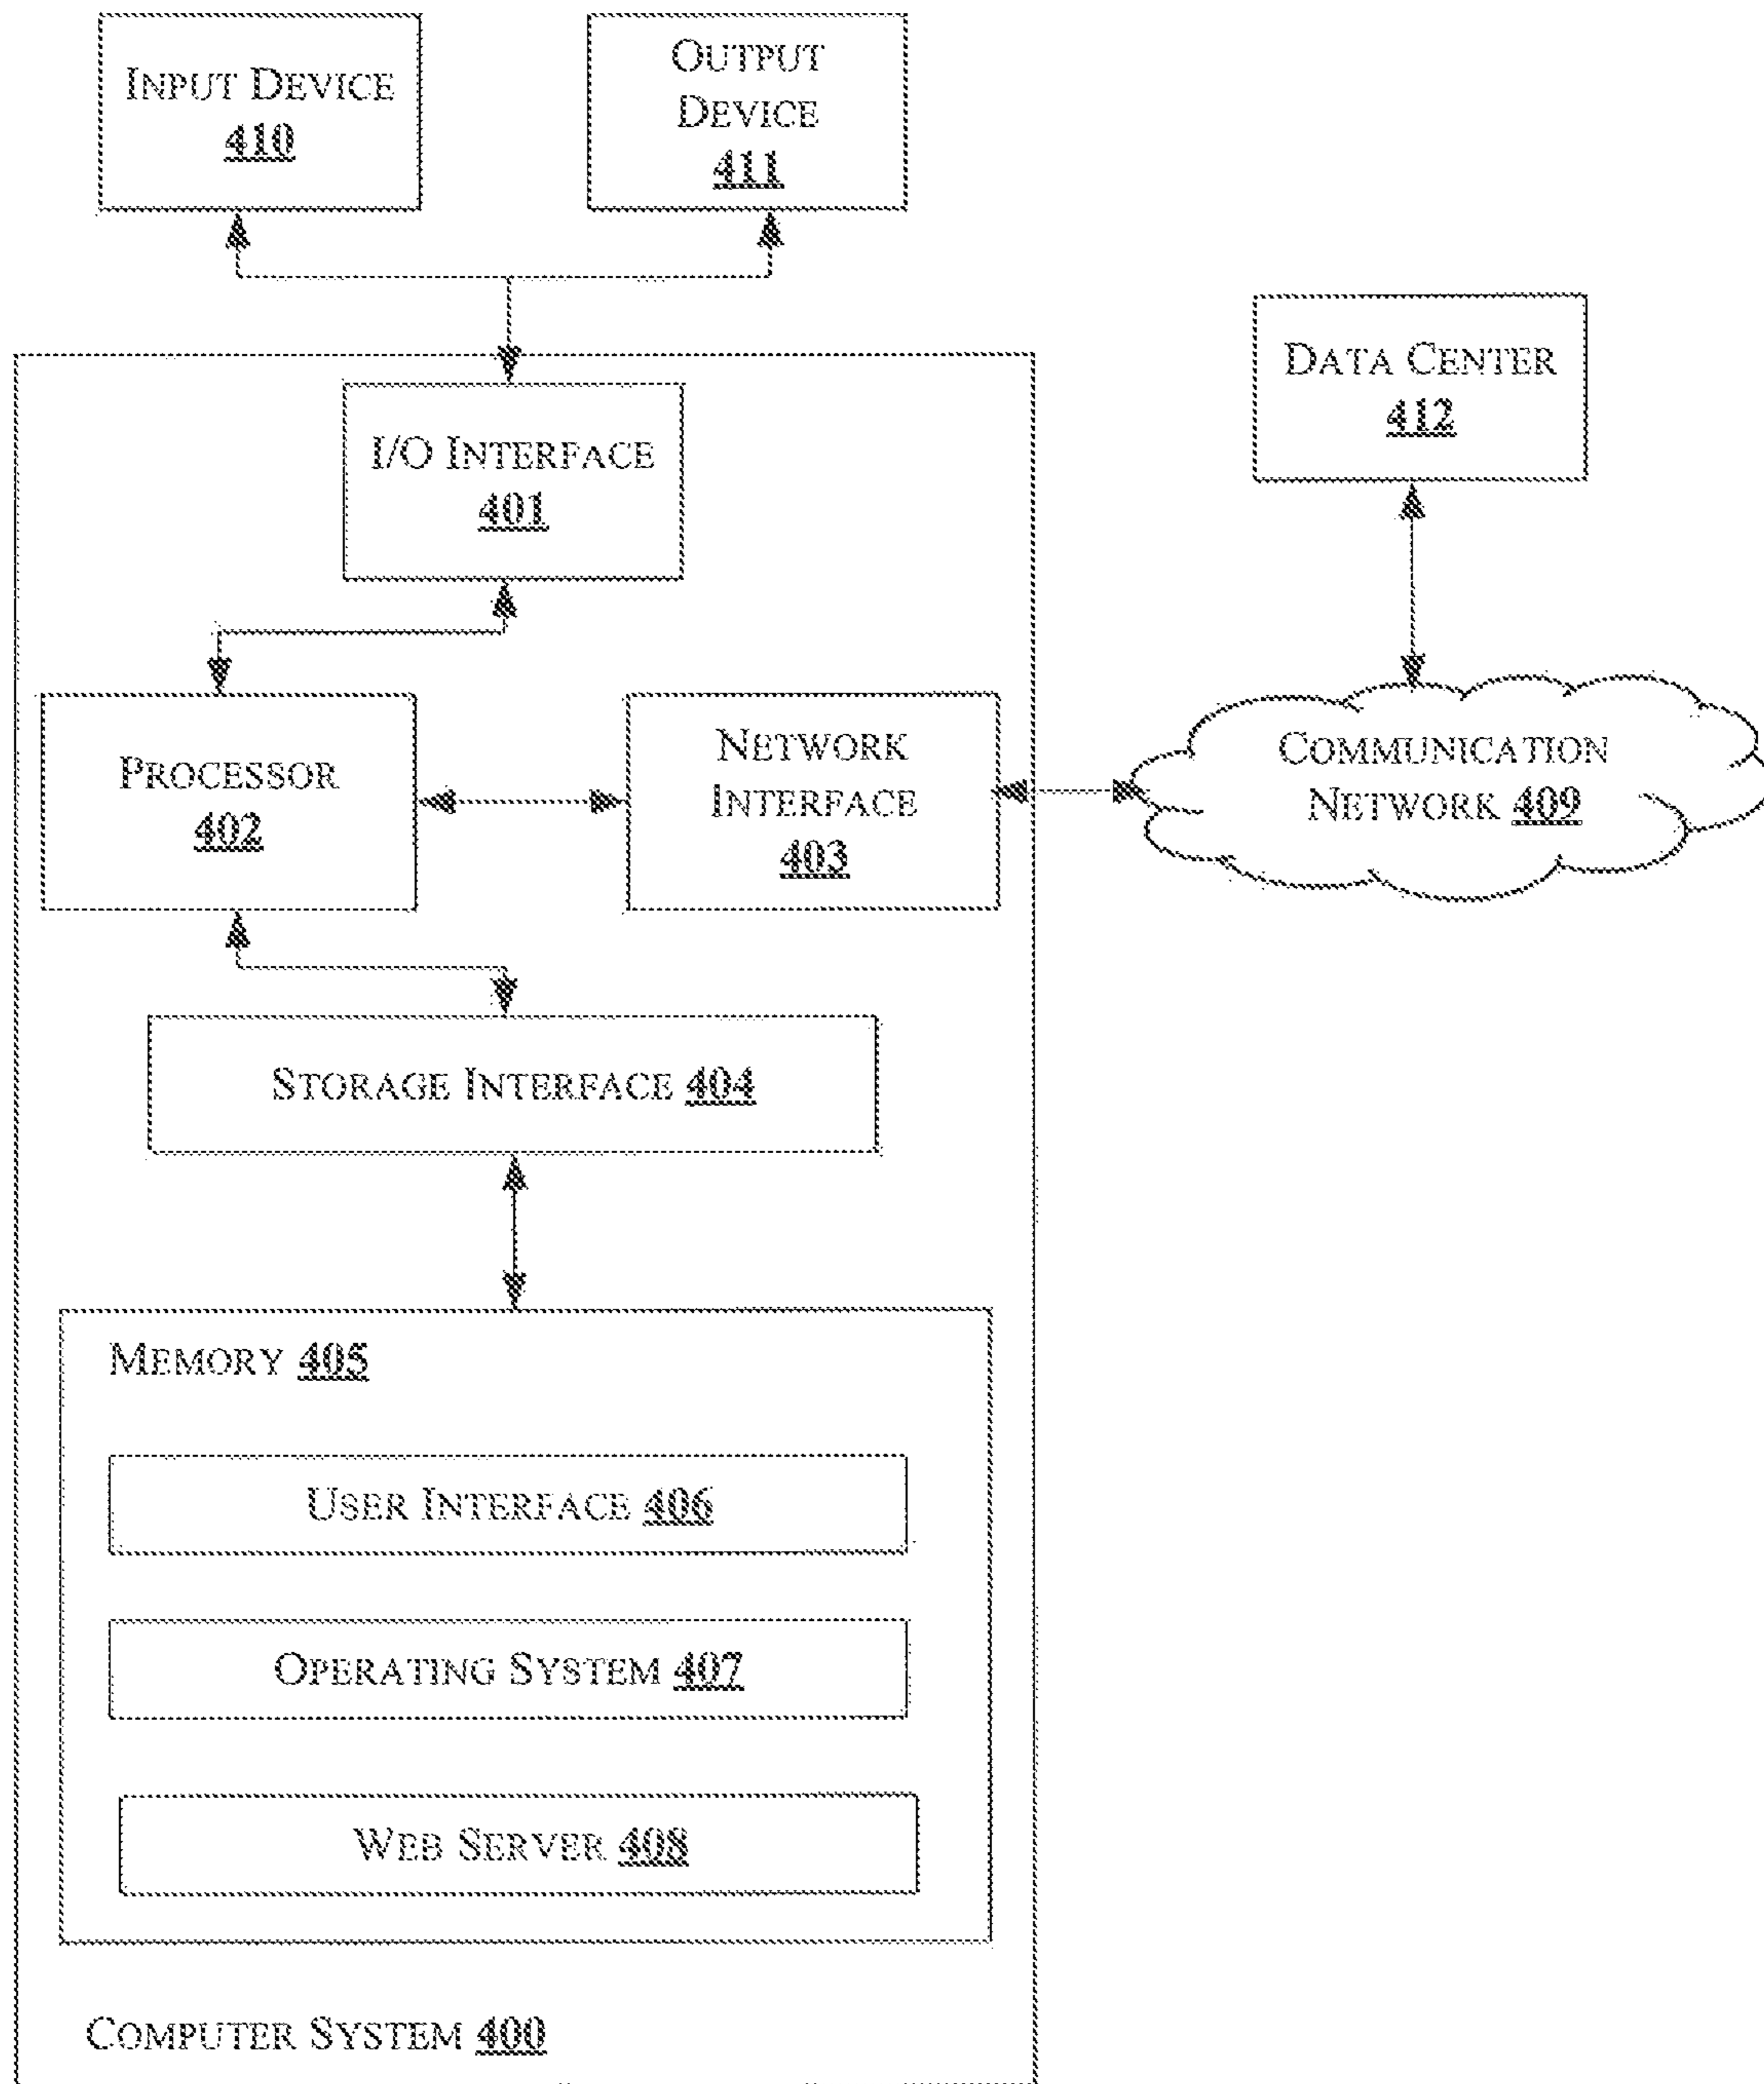 INPUT DEVICE
410
OUTPUT
DEVICE
411
DATA CENTER
412
I/O INTERFACE
401
PROCESSOR
402
NETWORK
INTERFACE
403
COMMUNICATION
NETWORK 409
STORAGE INTERFACE 404
MEMORY 405
USER INTERFACE 406
OPERATING SYSTEM 407
WEB SERVER 408
COMPUTER SYSTEM 400